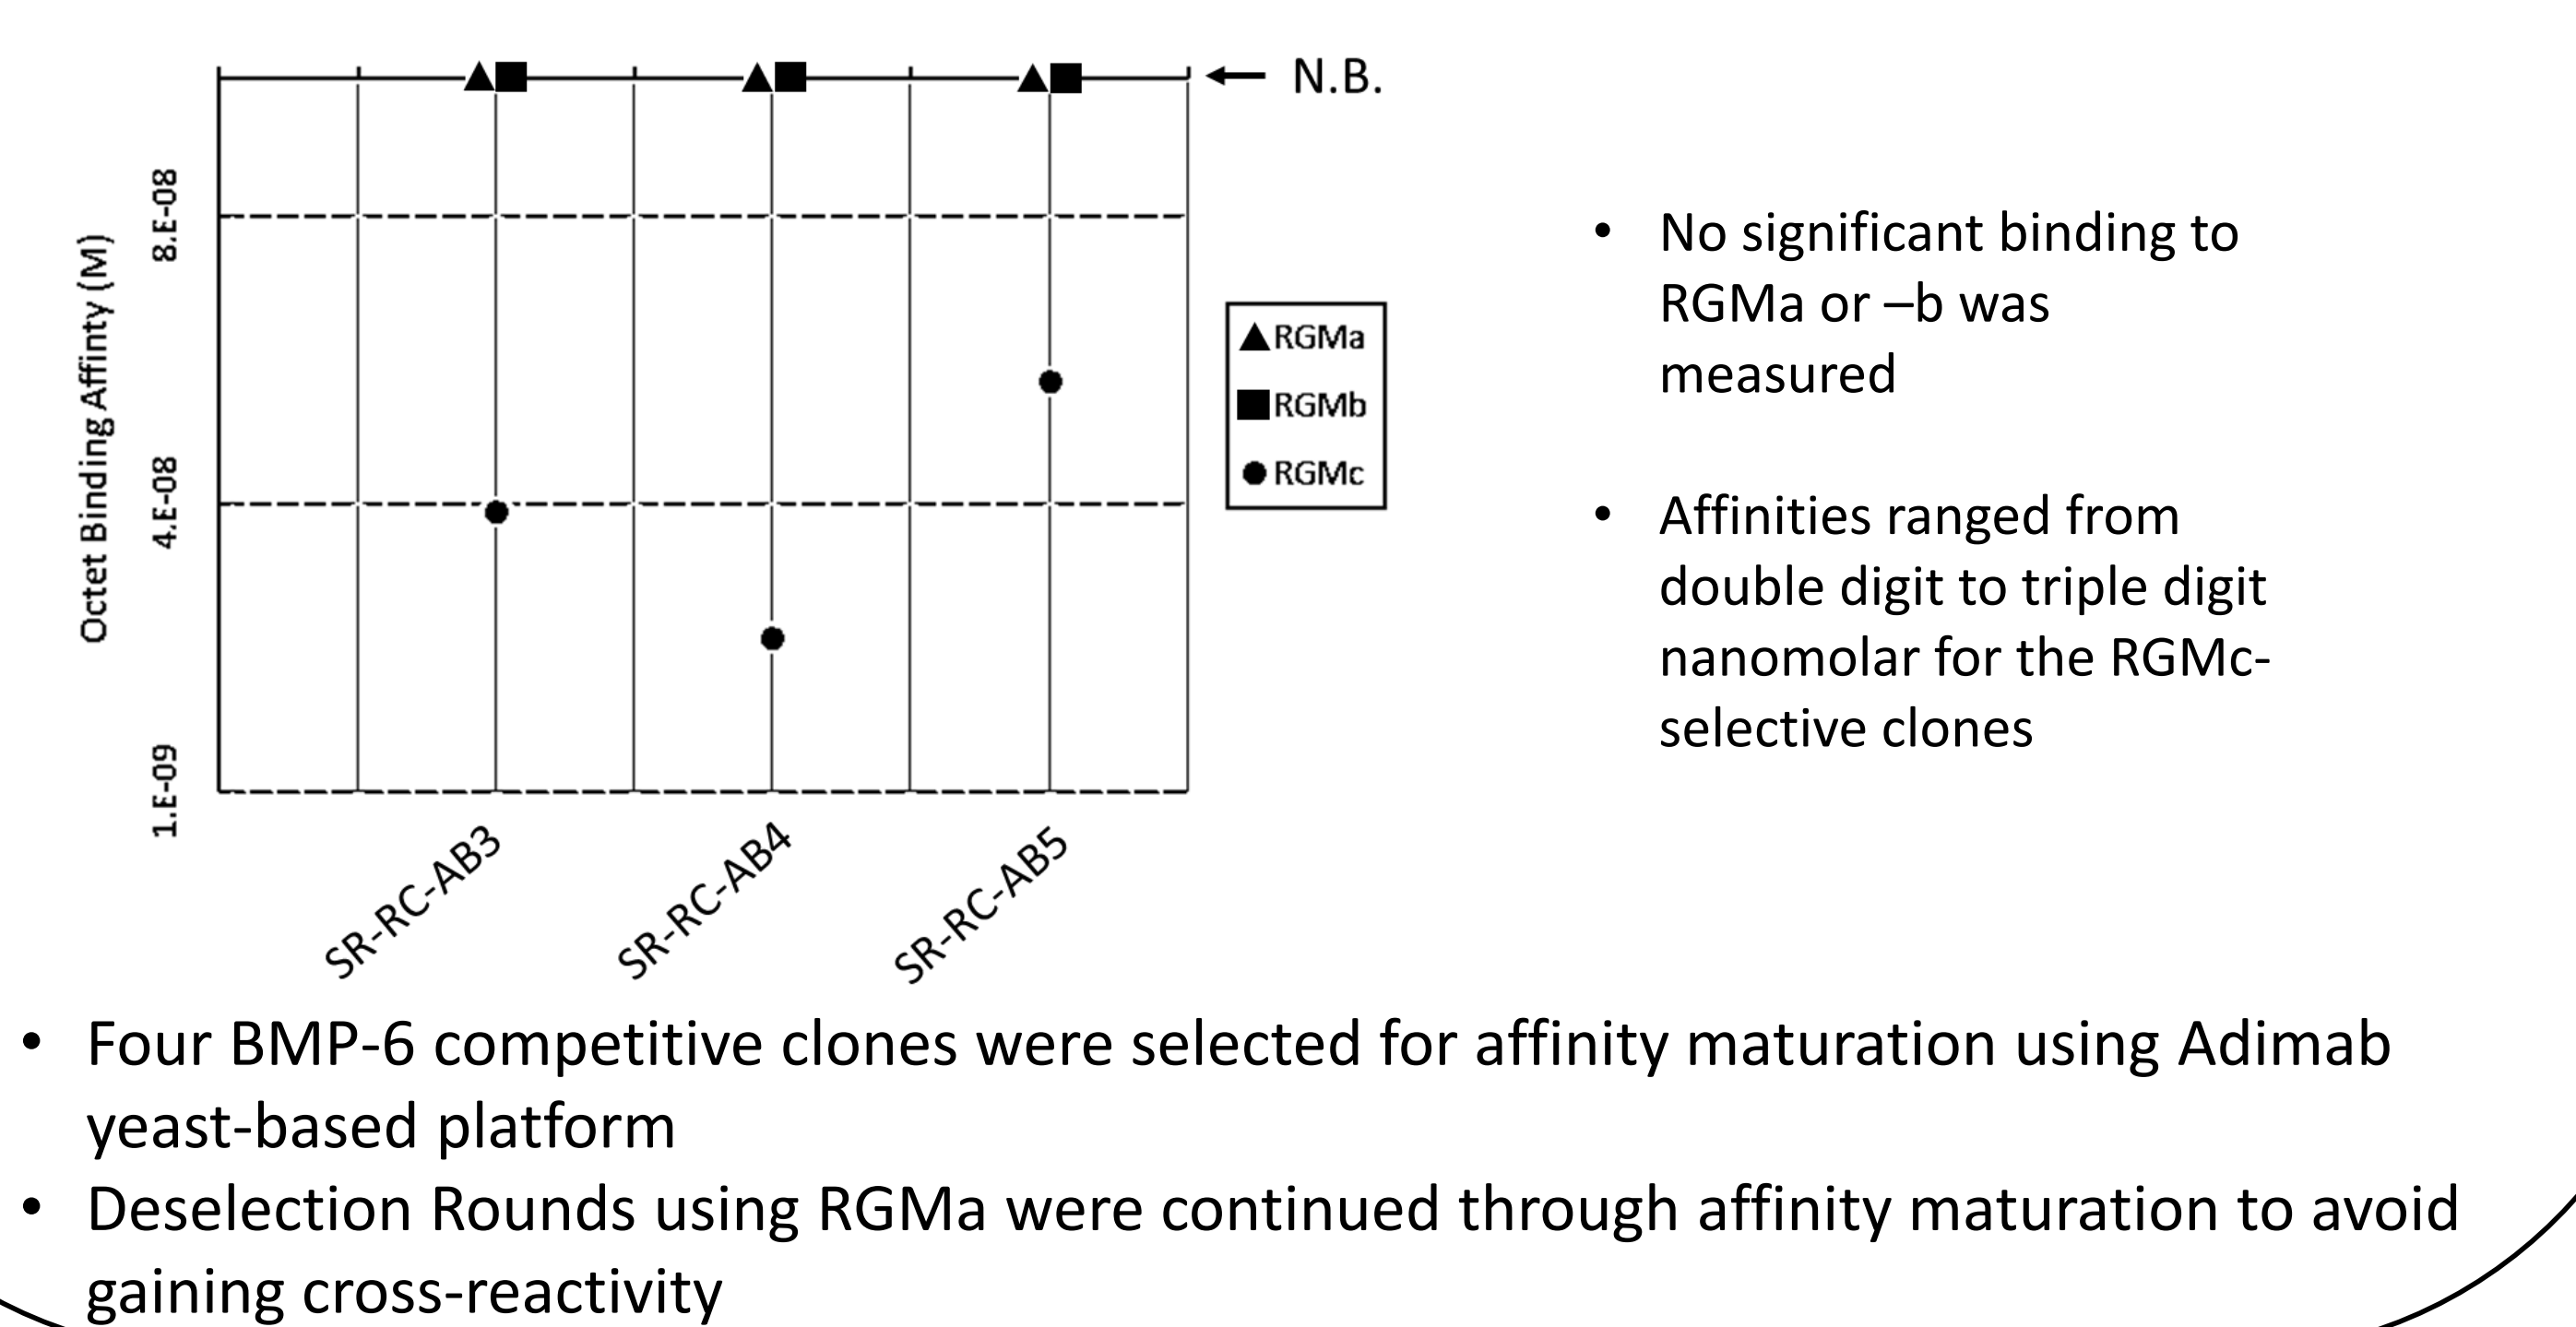 N.B.
8.E-08
4.E-08
1.E-09
Octet Binding Affinty (M)
RGMa
RGMb
RGMc
SR-RC-AB3
SR-RC-AB4
SR-RC-AB5
• No significant binding to
RGMa or –b was
measured
• Affinities ranged from
double digit to triple digit
nanomolar for the RGMc-
selective clones
• Four BMP-6 competitive clones were selected for affinity maturation using Adimab
yeast-based platform
• Deselection Rounds using RGMa were continued through affinity maturation to avoid
gaining cross-reactivity